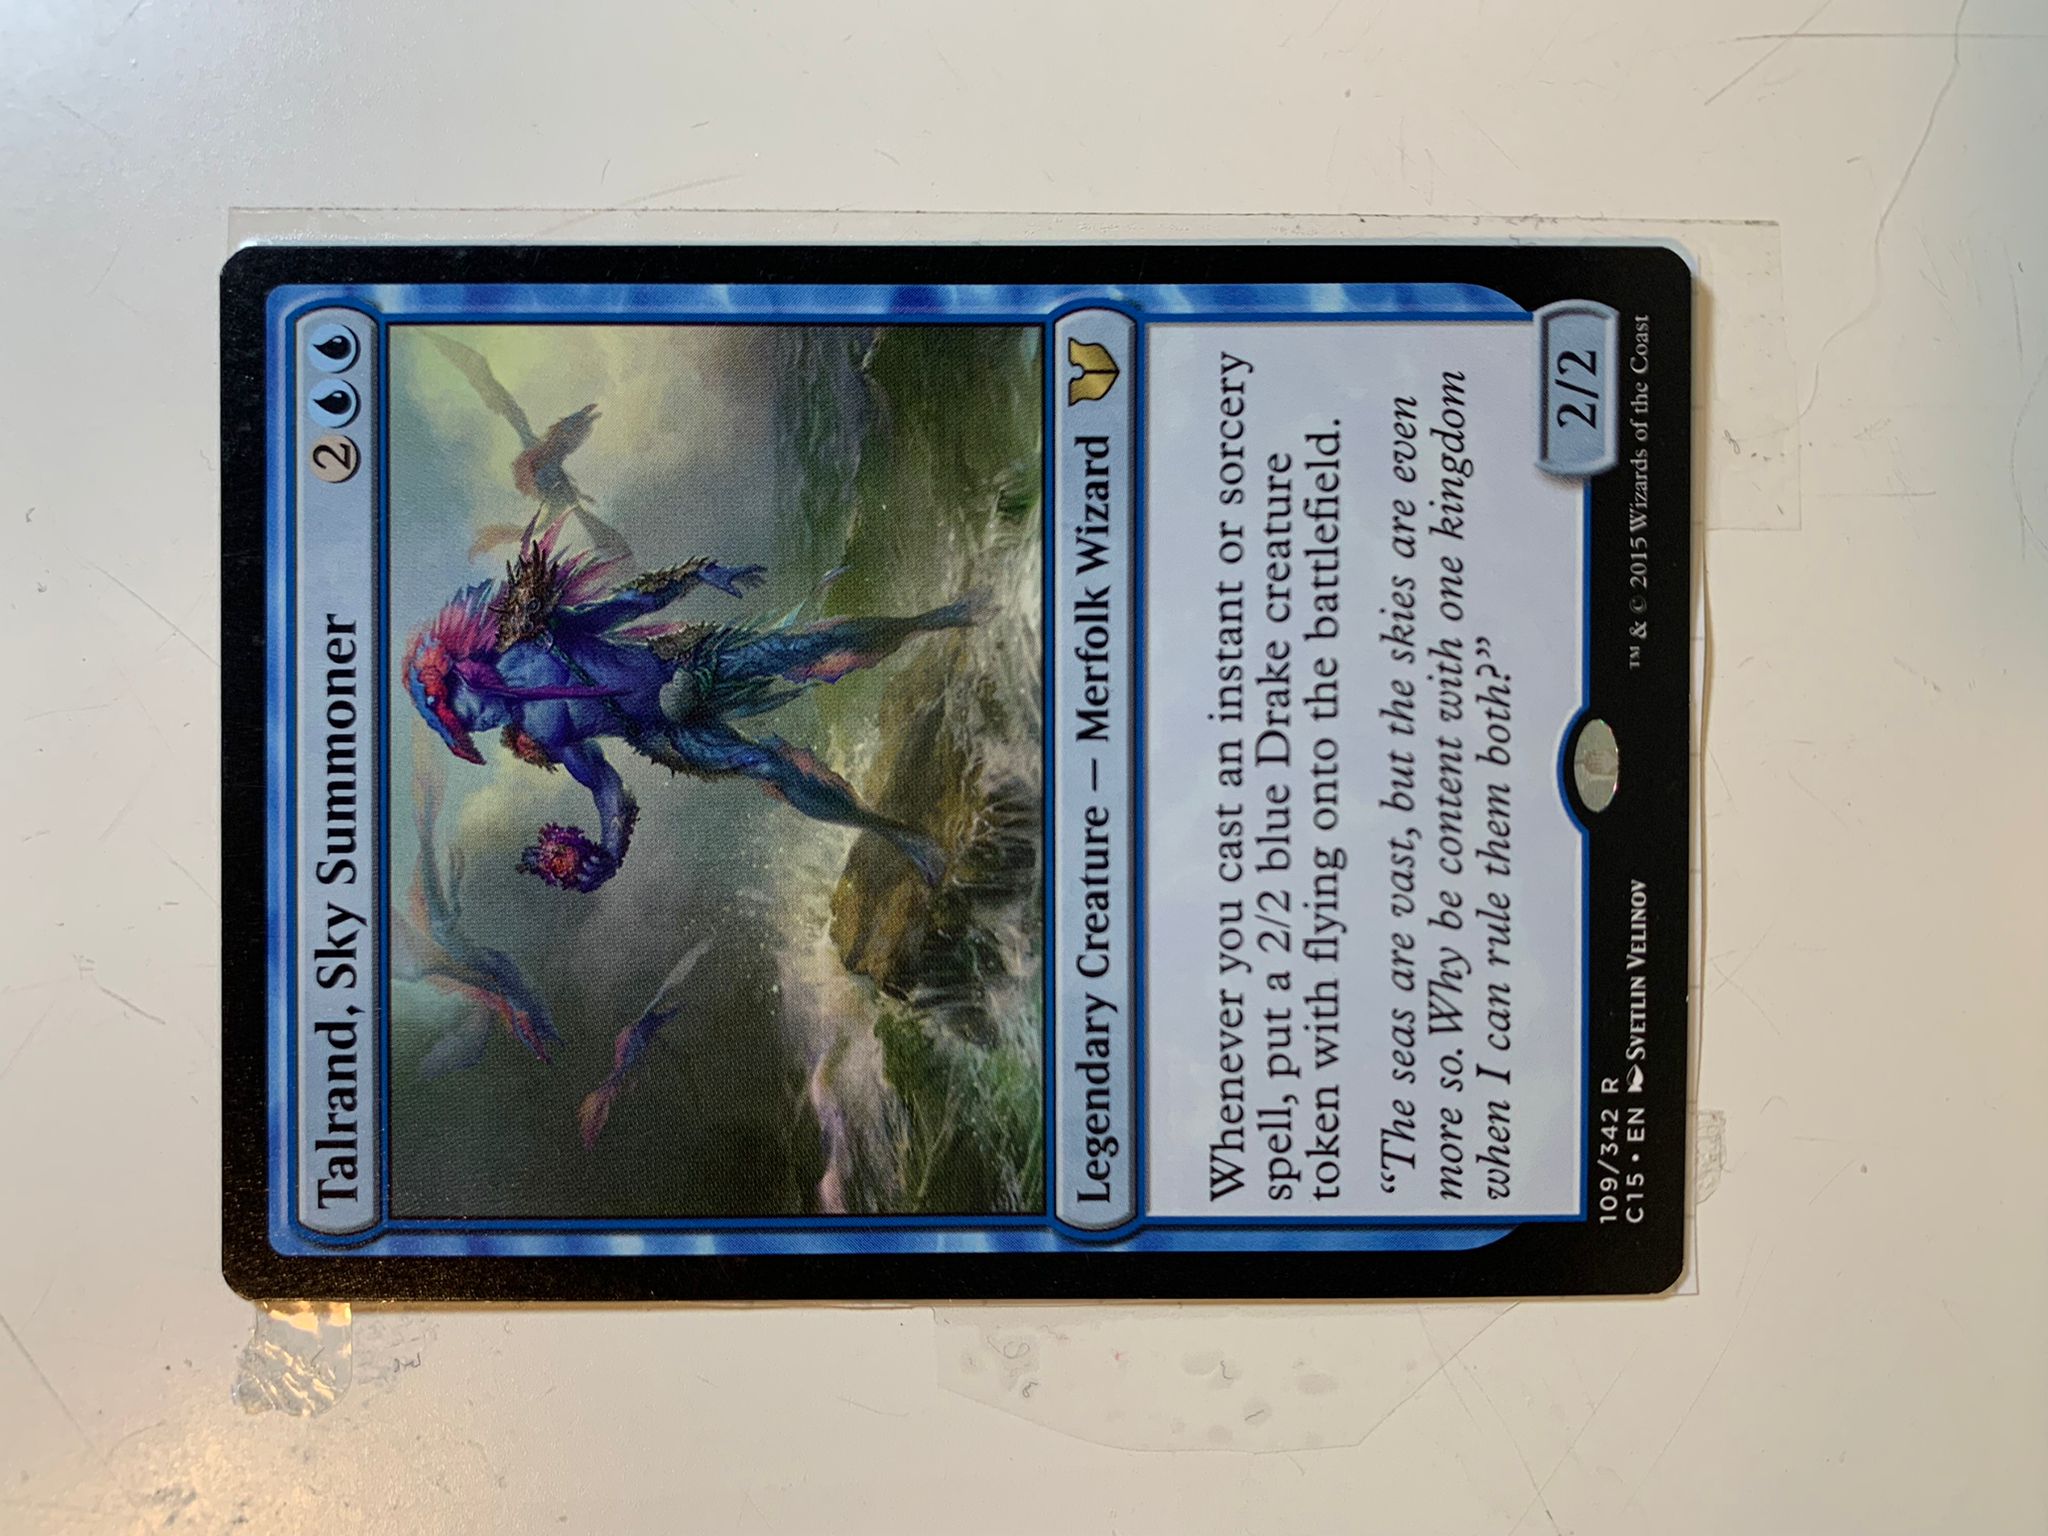 Talrand, Sky Summoner 2
Legendary Creature — Merfolk Wizard
Whenever you cast an instant or sorcery
spell, put a 2/2 blue Drake creature
token with flying onto the battlefield.
“The seas are vast, but the skies are even
more so. Why be content with one kingdom
when I can rule them both?”
2/2
109/342 R
C15 • EN SVETLIN VELINOV
™ & © 2015 Wizards of the Coast